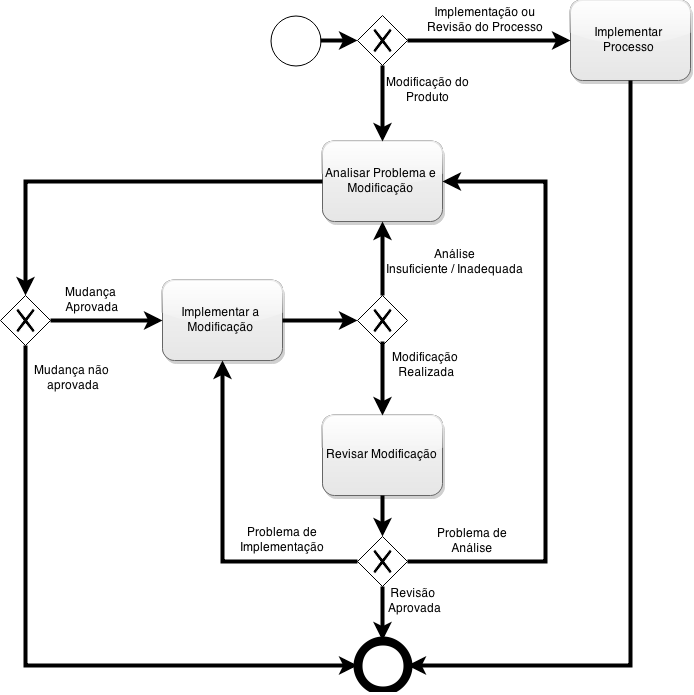 Implementação ou
Revisão do Processo
Implementar
Processo
Modificação do
Produto
Analisar Problema e
Modificação
Análise
Insuficiente / Inadequada
Mudança
Aprovada
Implementar a
Modificação
Mudança não
aprovada
Modificação
Realizada
Revisar Modificação
Problema de
Implementação
Problema de
Análise
Revisão
Aprovada